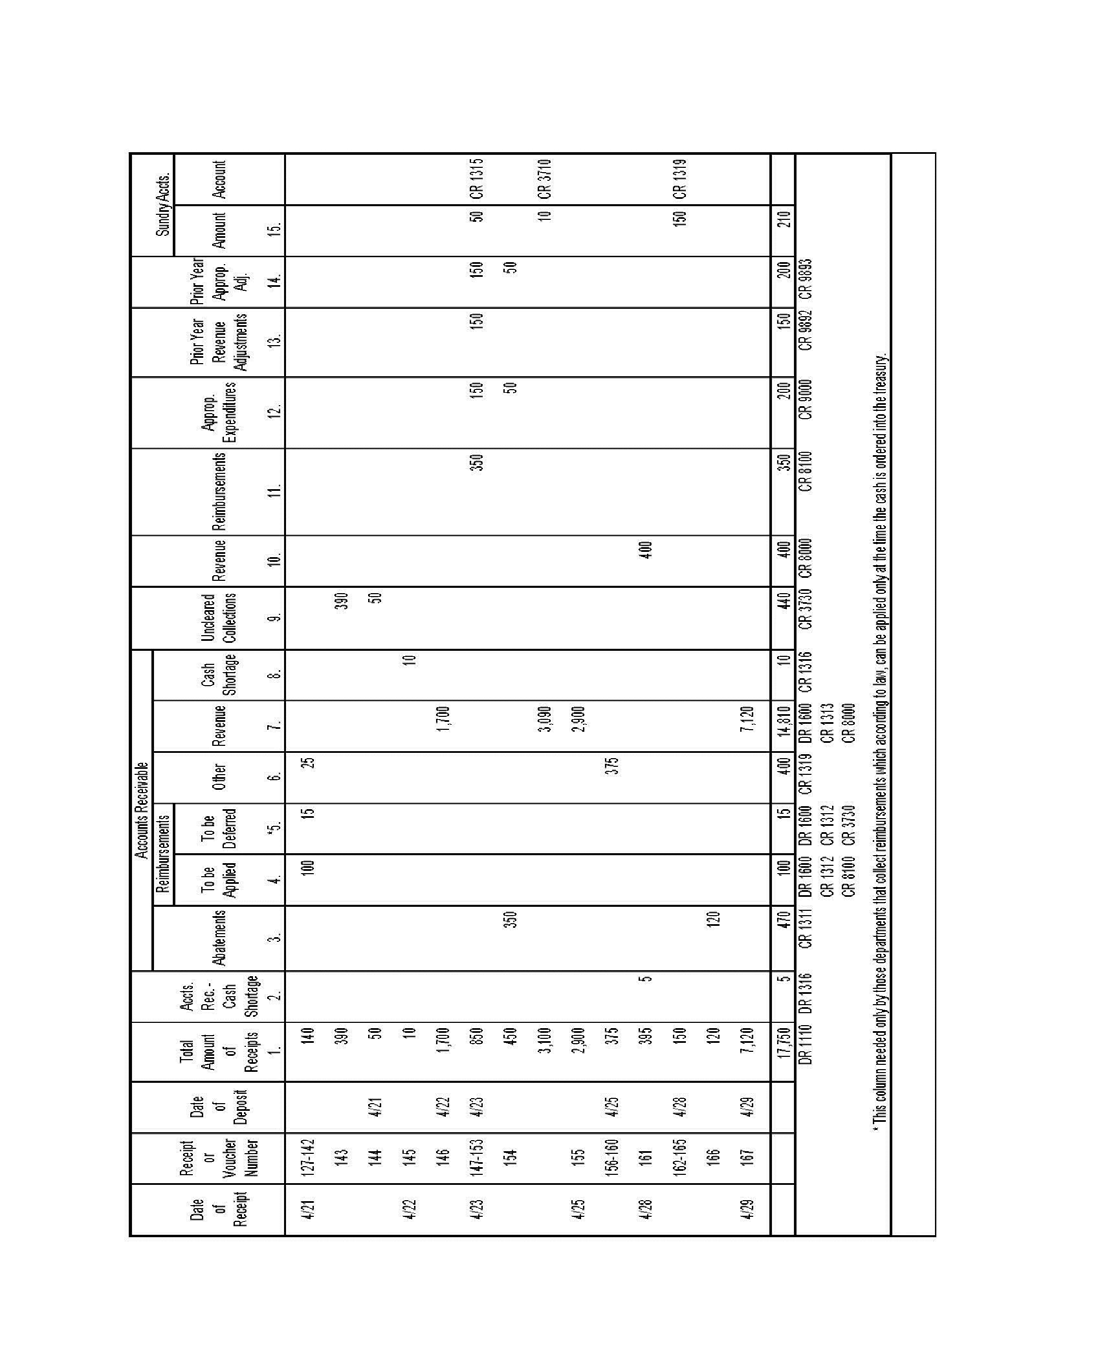 Accounts Receivable
Reimbursements
Sundry Accts.
Date of Receipt
Receipt or Voucher Number
Date of Deposit
Total Amount of Receipts
Accts. Rec.- Cash Shortage
Abatements
To be Applied
To be Deferred
Other
Revenue
Cash Shortage
Uncleared Collections
Revenue
Reimbursements
Approp. Expenditures
Prior Year Revenue Adjustments
Prior Year Approp. Adj.
Amount
Account
1. 2. 3. 4. *5. 6. 7. 8. 9. 10. 11. 12. 13. 14. 15.
4/21 127-142 140 100 15 25
143 390 390
144 4/21 50 50
4/22 145 10 10
146 4/22 1,700 1,700
4/23 147-153 4/23 850 350 150 150 150 50 CR 1315
154 450 350 50 50
3,100 3,090 10 CR 3710
4/25 155 2,900 2,900
156-160 4/25 375 375
4/28 161 395 5 400
162-165 4/28 150 150 CR 1319
166 120 120
4/29 167 4/29 7,120 7,120
17,750 5 470 100 15 400 14,810 10 440 400 350 200 150 200 210
DR 1110 DR 1316 CR 1311 DR 1600 DR 1600 CR 1319 DR 1600 CR 1316 CR 3730 CR 8000 CR 8100 CR 9000 CR 9892 CR 9893
CR 1312 CR 1312 CR 1313
CR 8100 CR 3730 CR 8000
* This column needed only by those departments that collect reimbursements which according to law, can be applied only at the time the cash is ordered into the treasury.